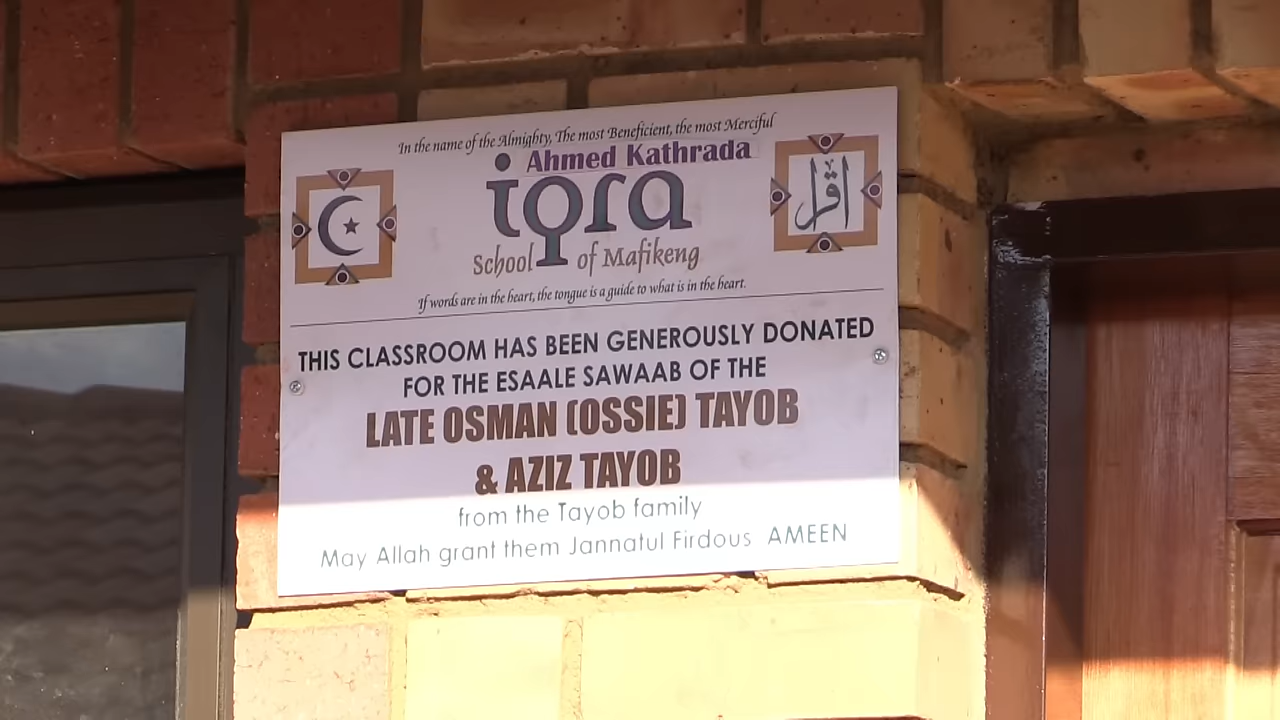 In the name of the Almighty, The most Beneficient, the most Merciful
Ahmed Kathrada
iqra
اقرأ
School of Mafikeng
If words are in the heart, the tongue is a guide to what is in the heart.
THIS CLASSROOM HAS BEEN GENEROUSLY DONATED
FOR THE ESAALE SAWAAB OF THE
LATE OSMAN (OSSIE) TAYOB
& AZIZ TAYOB
from the Tayob family
May Allah grant them Jannatul Firdous AMEEN